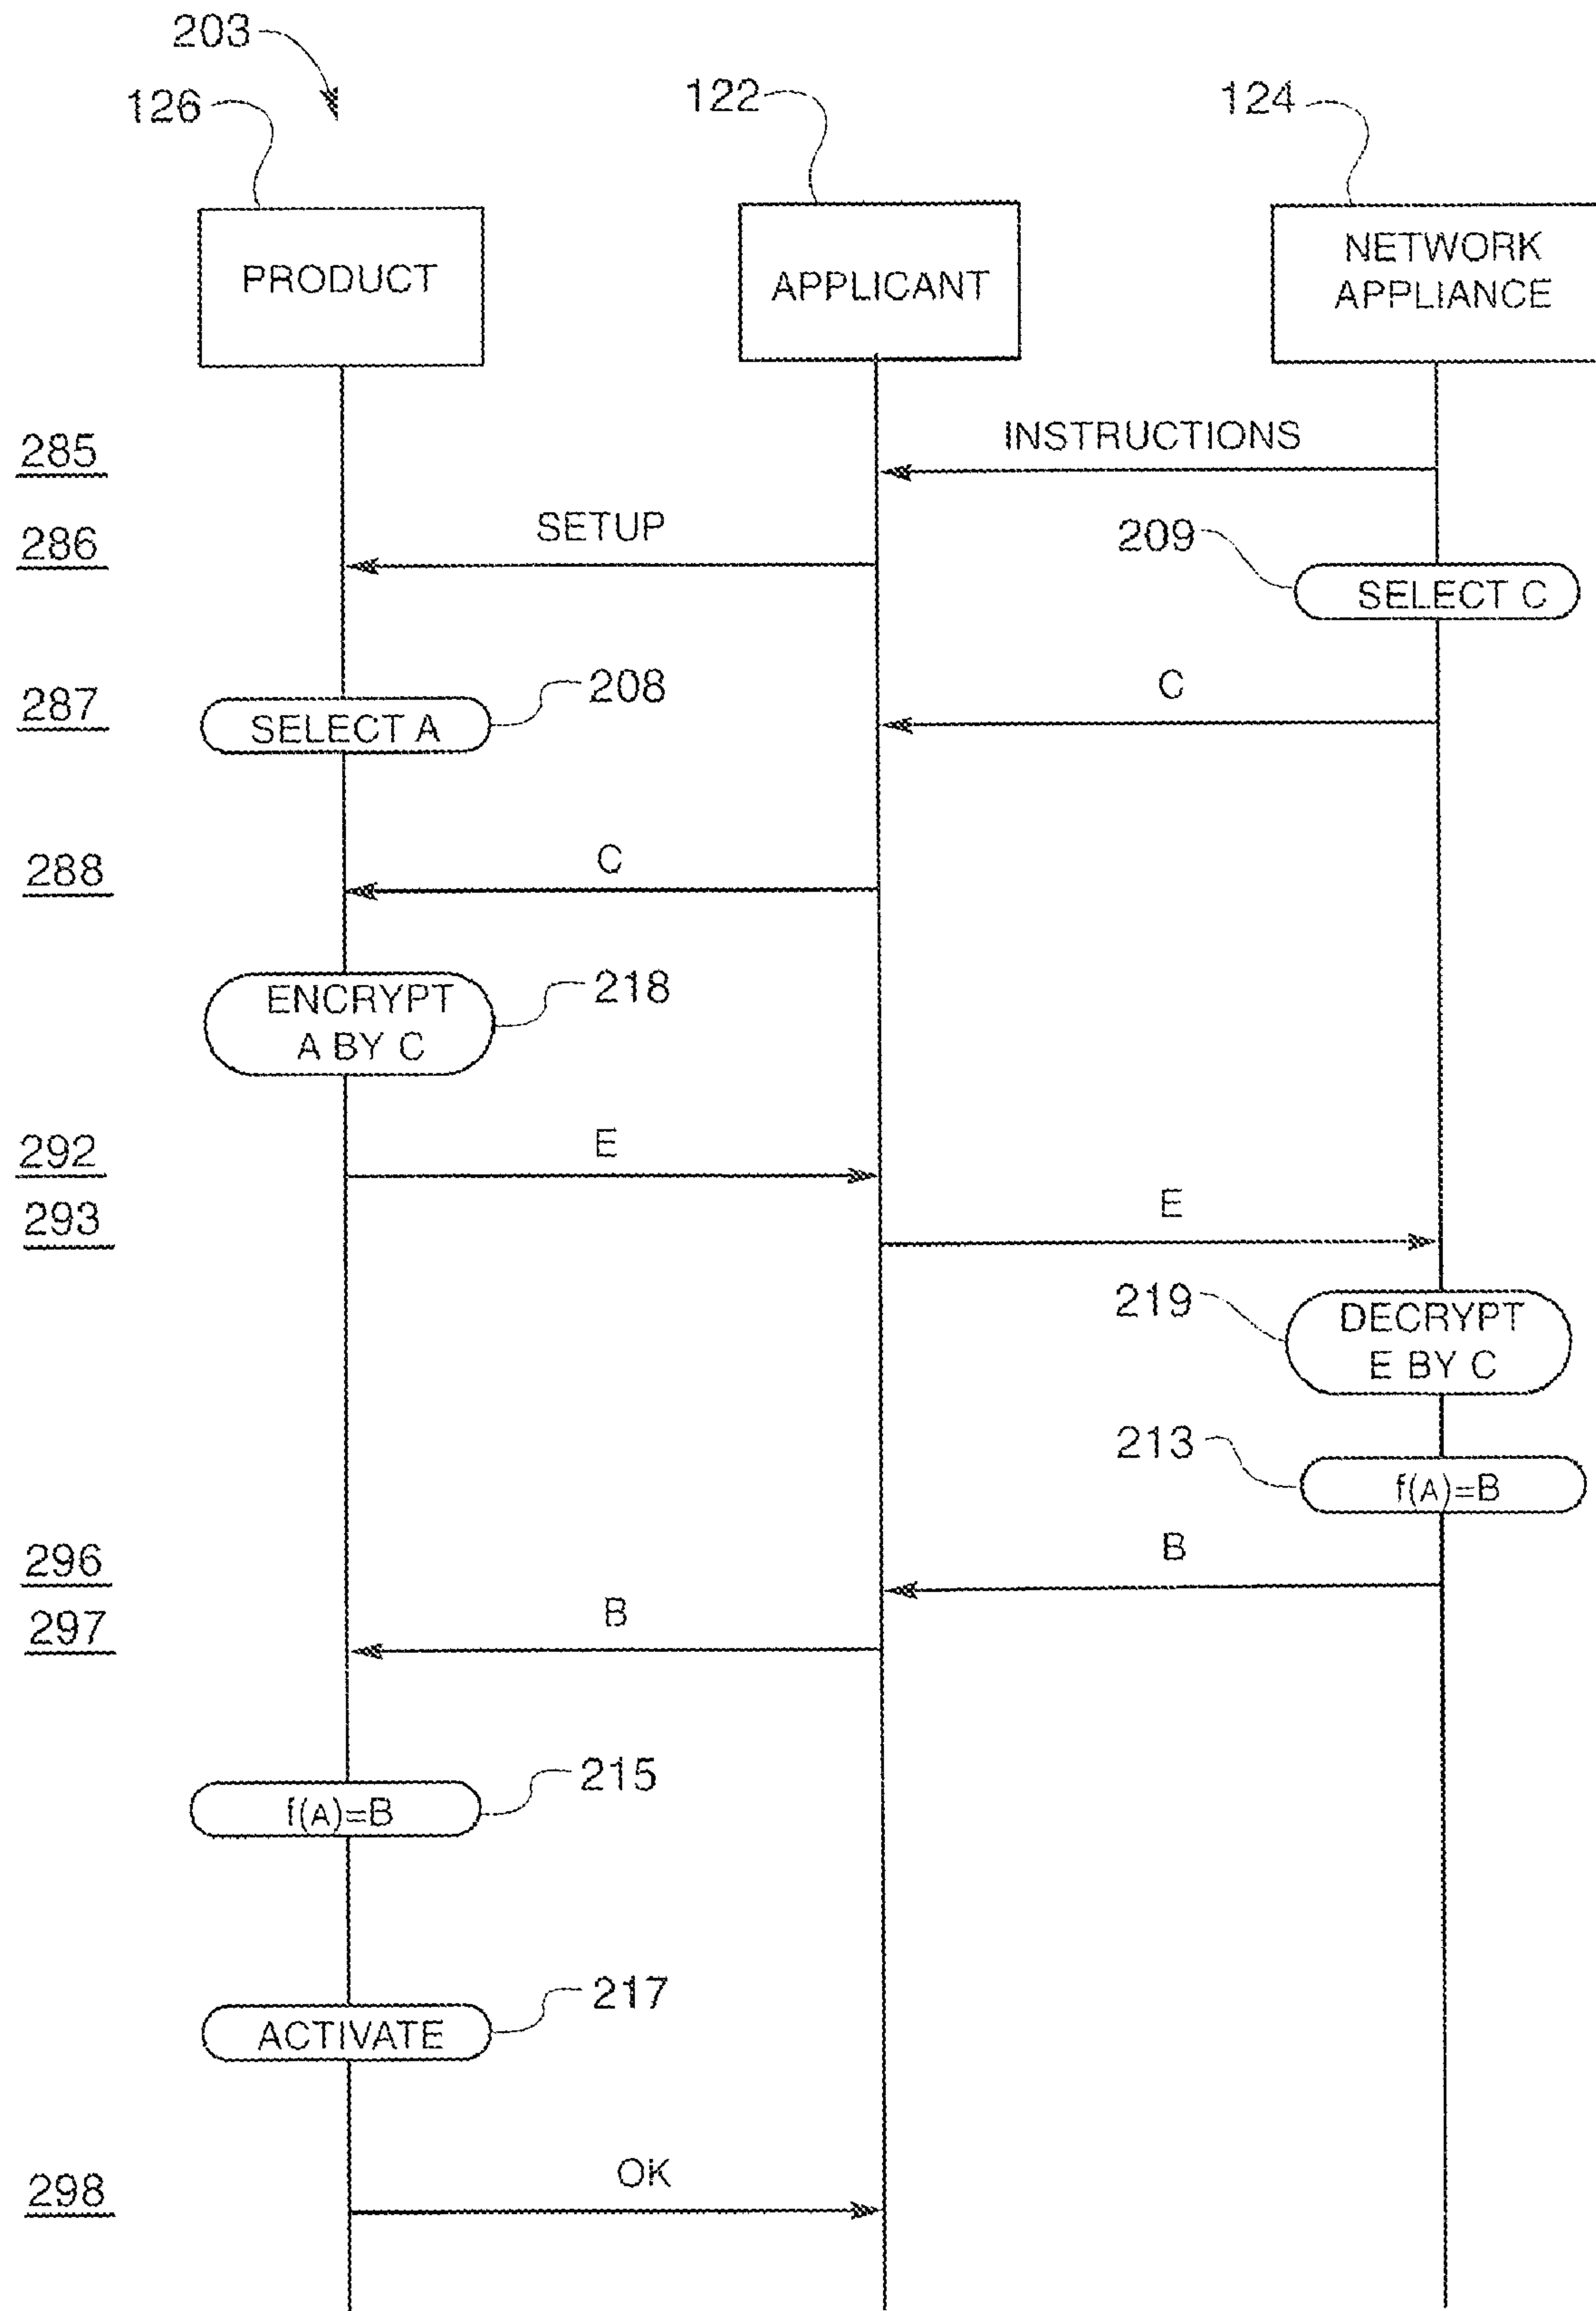 203
126
122
124
PRODUCT
APPLICANT
NETWORK
APPLIANCE
285
INSTRUCTIONS
286
SETUP
209
SELECT C
287
SELECT A
208
C
288
C
ENCRYPT
A BY C
218
292
E
293
E
219
DECRYPT
E BY C
213
f(A)=B
296
B
297
B
f(A)=B
215
ACTIVATE
217
298
OK